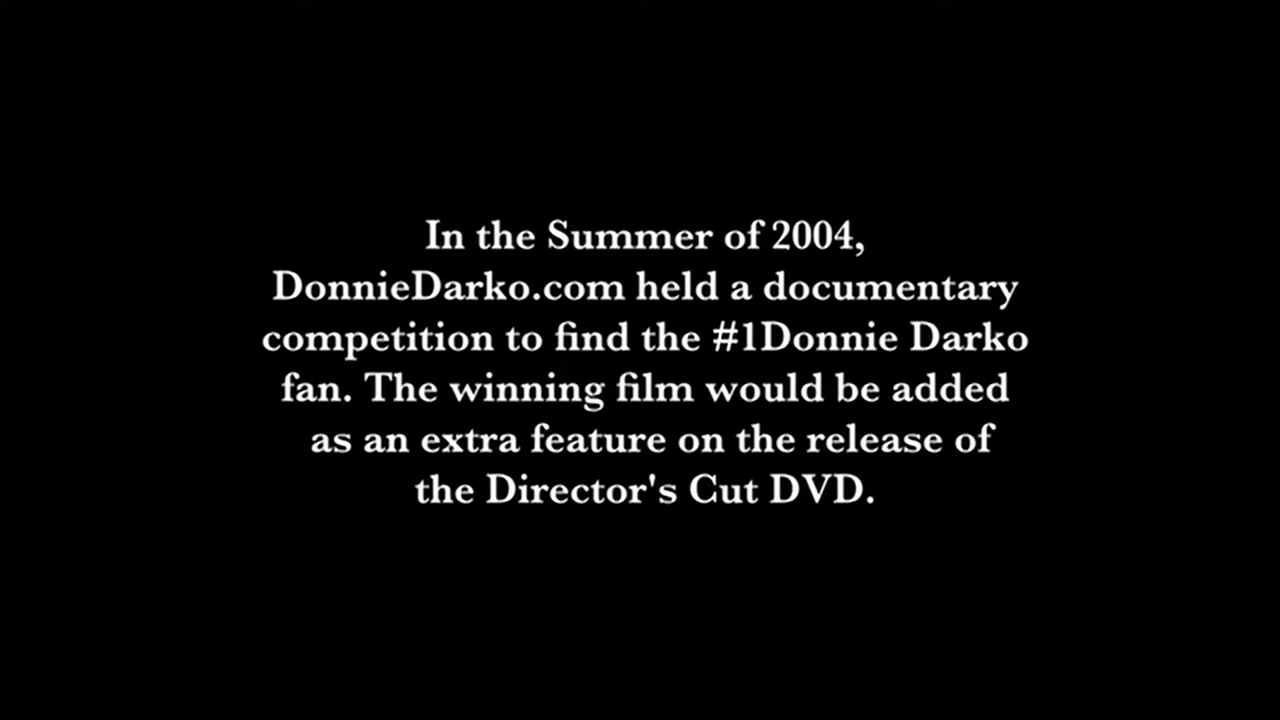 In the Summer of 2004,
DonnieDarko.com held a documentary
competition to find the #1Donnie Darko
fan. The winning film would be added
as an extra feature on the release of
the Director's Cut DVD.